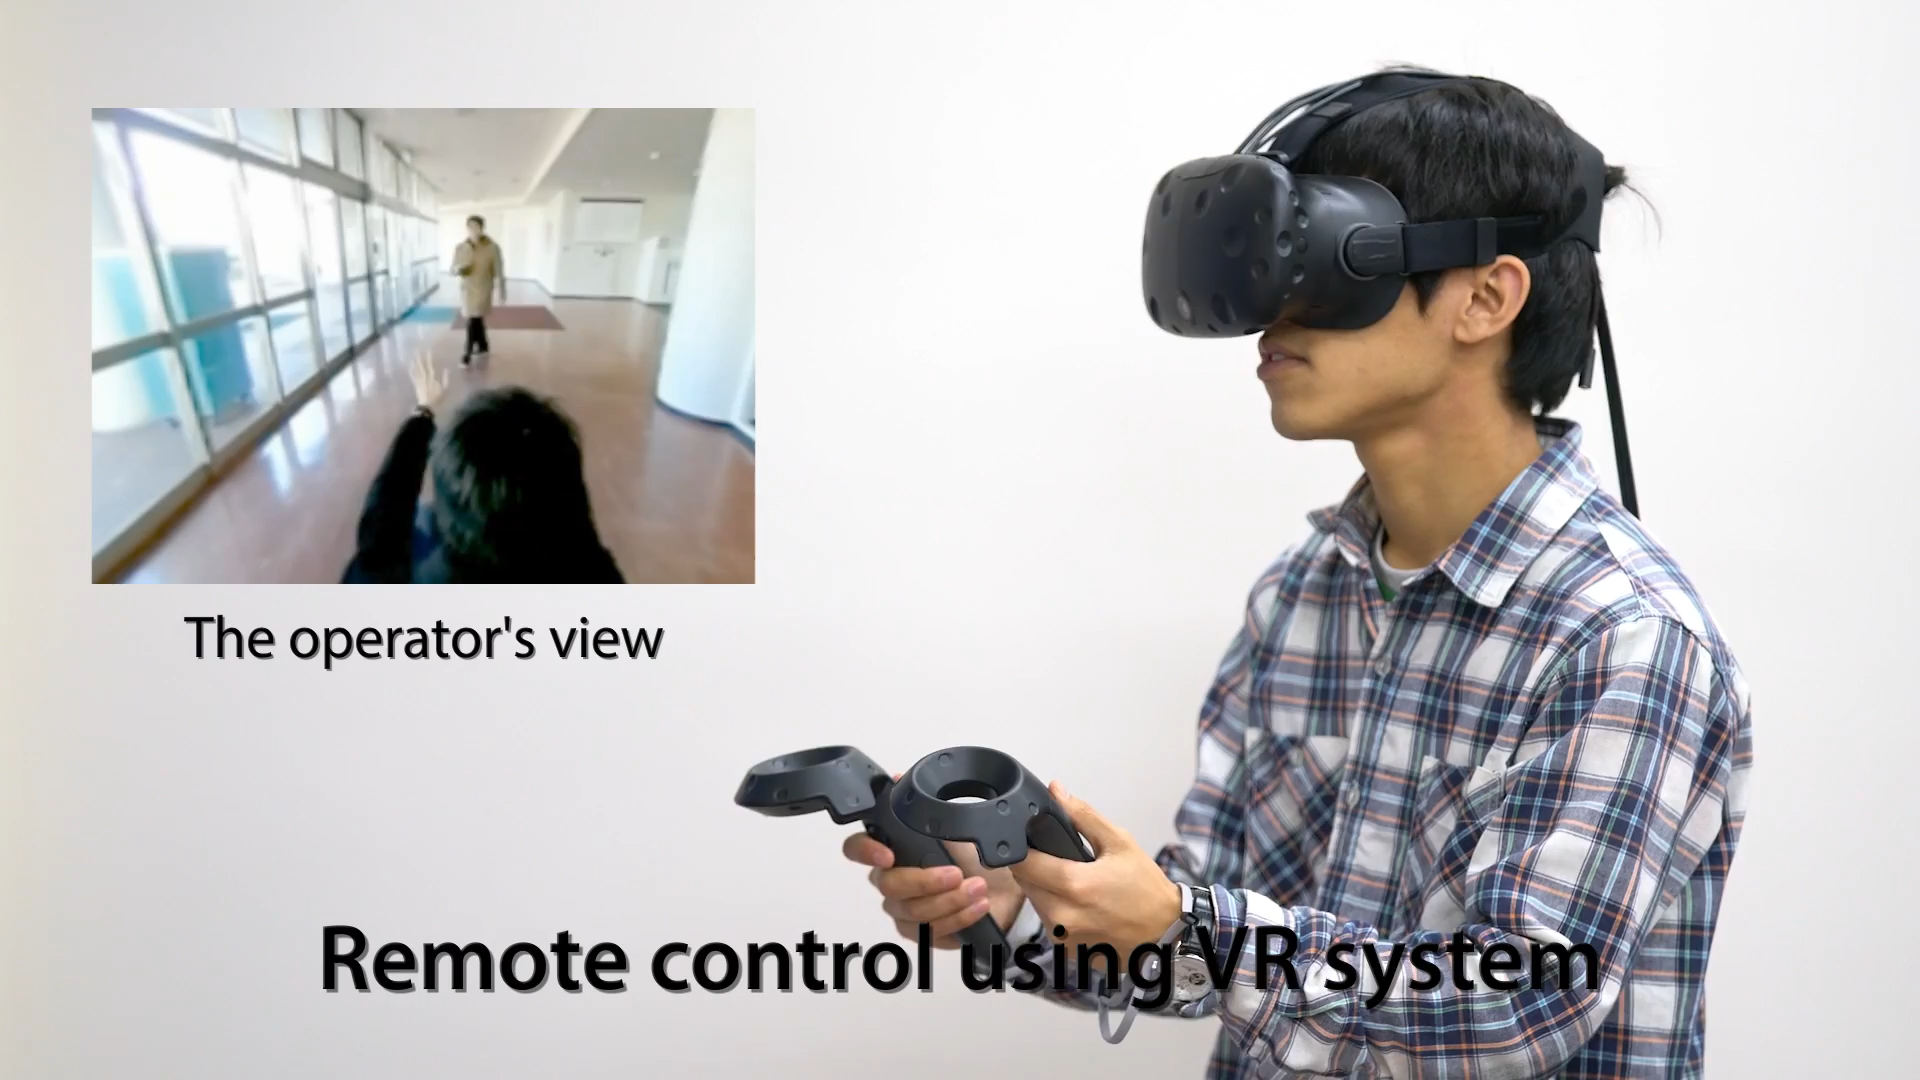 The operator's view
Remote control using VR system